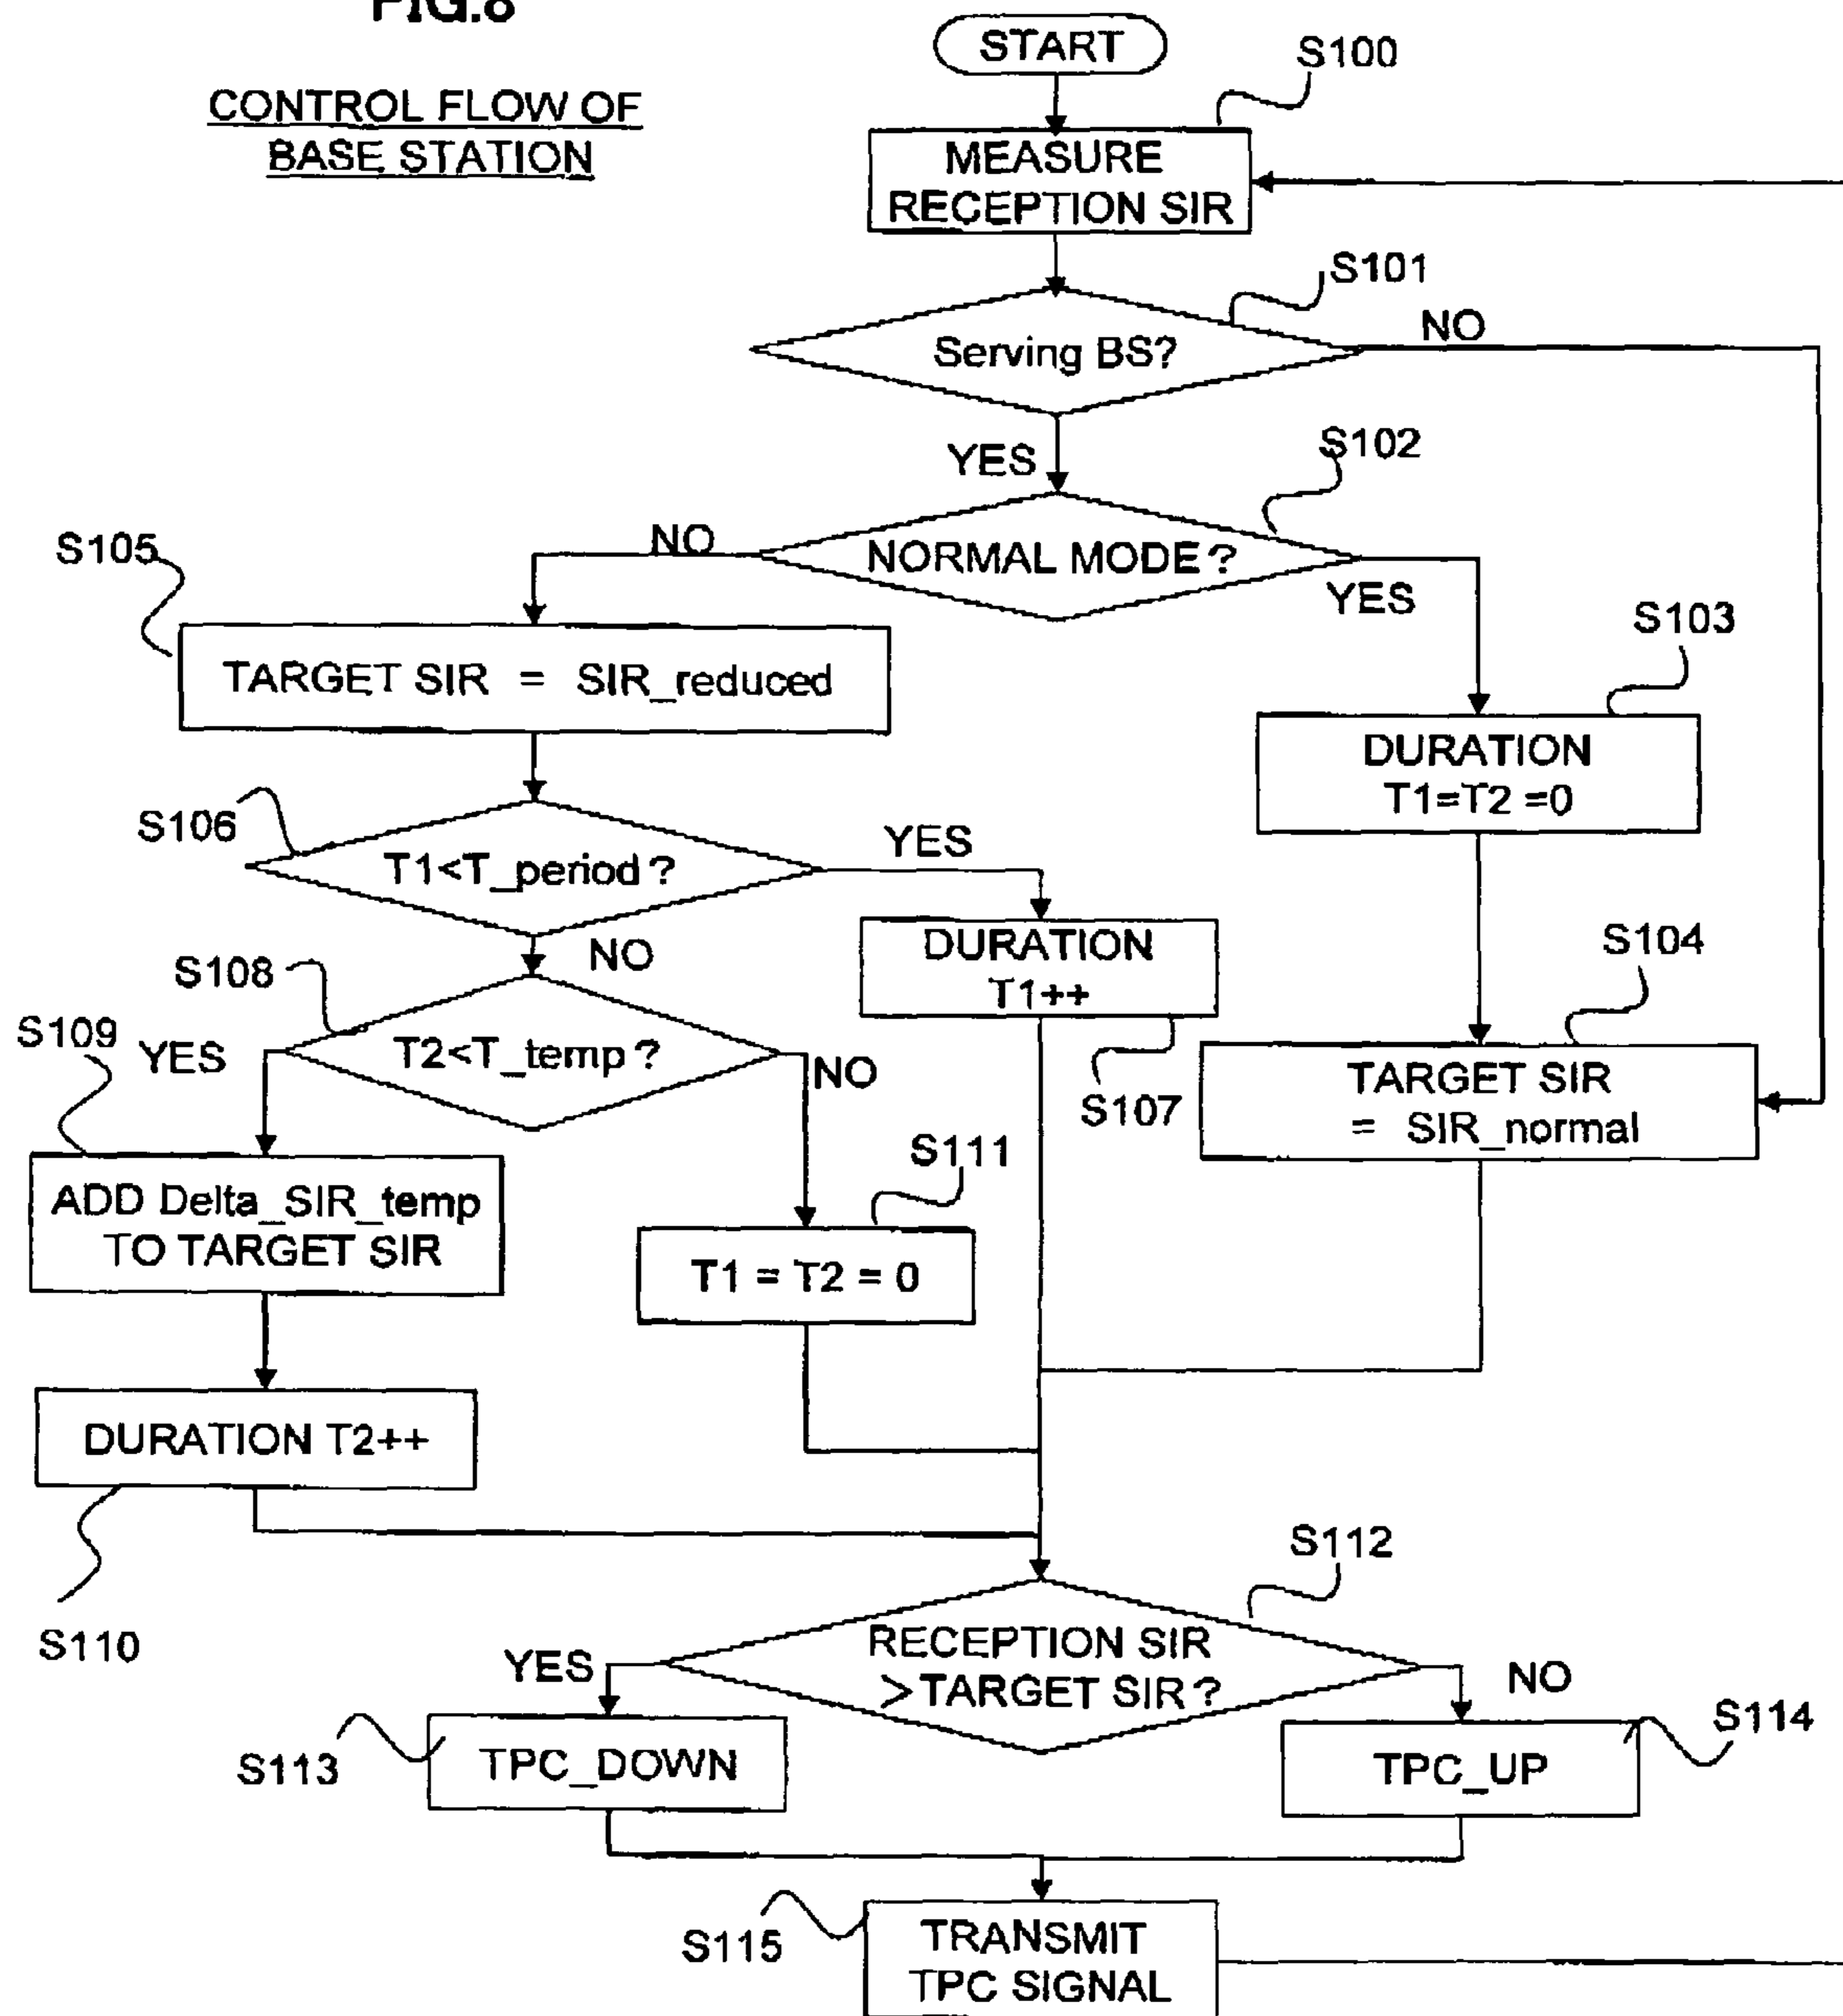 FIG.8
CONTROL FLOW OF
BASE STATION
START
S100
MEASURE
RECEPTION SIR
S101
Serving BS?
NO
YES
S102
NORMAL MODE?
NO
YES
S105
TARGET SIR = SIR_reduced
S103
DURATION
T1=T2 =0
S106
T1<T_period?
YES
NO
DURATION
T1++
S107
S104
TARGET SIR
= SIR_normal
S108
T2<T_temp?
YES
NO
S109
ADD Delta_SIR_temp
TO TARGET SIR
S111
T1 = T2 = 0
DURATION T2++
S110
S112
RECEPTION SIR
>TARGET SIR?
YES
NO
S113
TPC_DOWN
S114
TPC_UP
S115
TRANSMIT
TPC SIGNAL